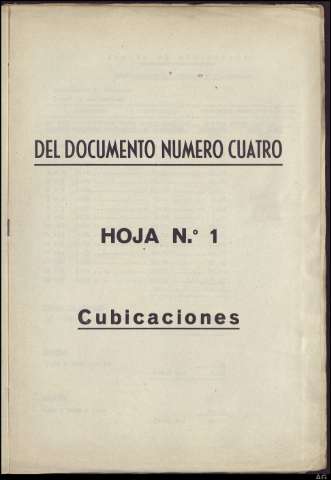 DEL DOCUMENTO NUMERO CUATRO
HOJA N.° 1
Cubicaciones